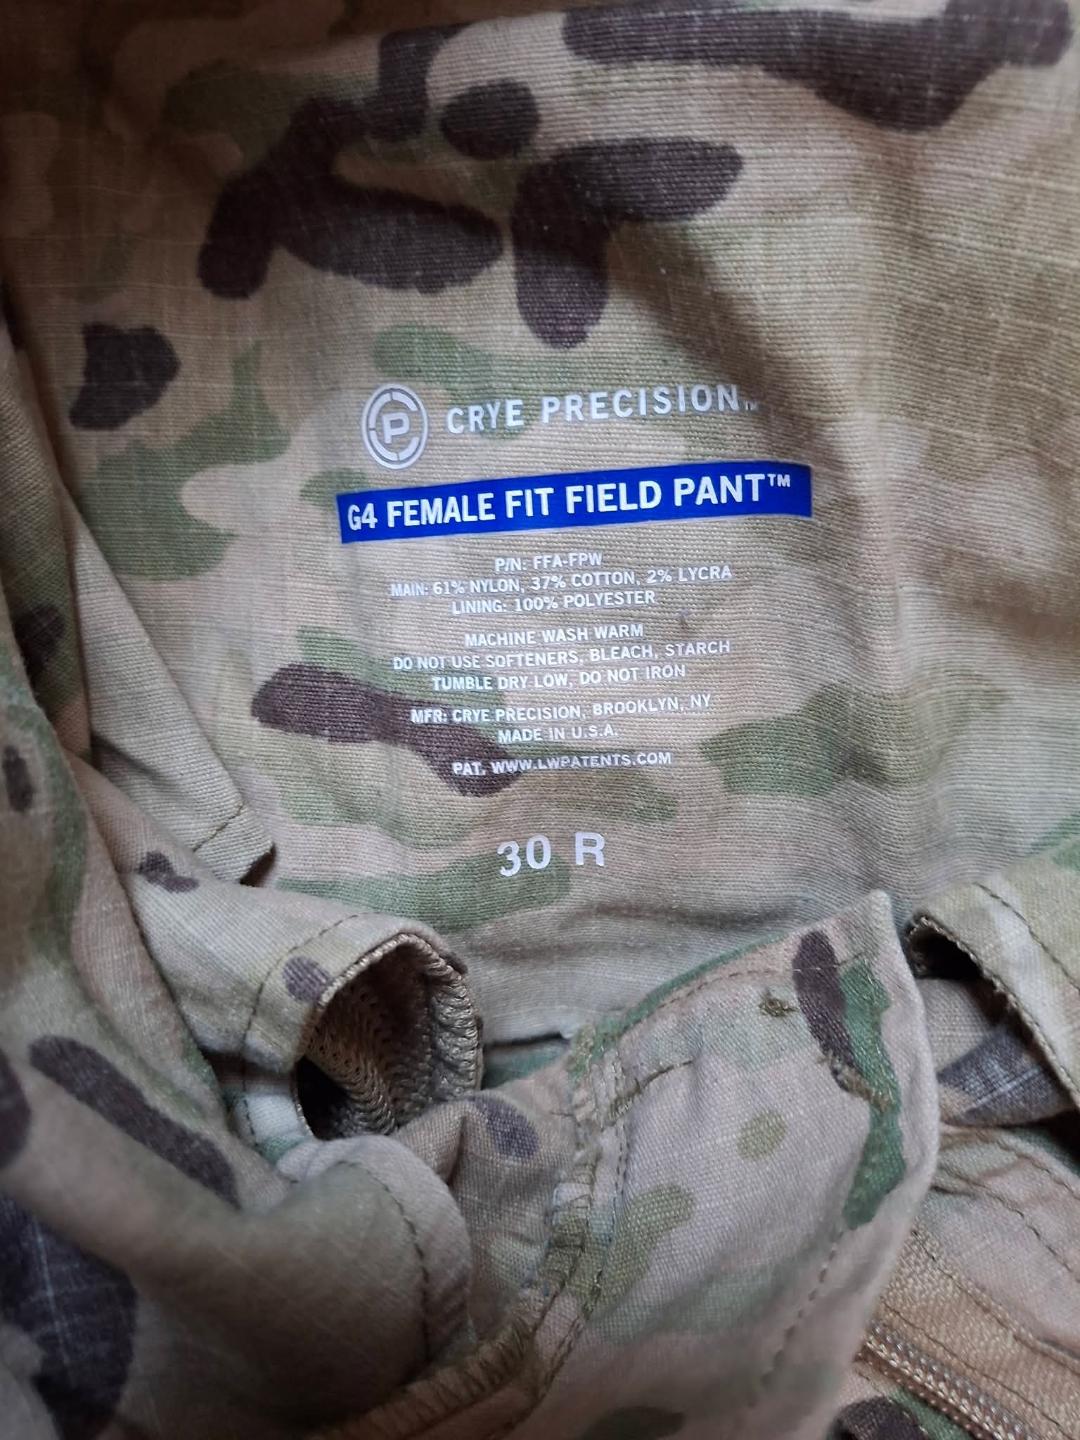 CP CRYE PRECISION™
G4 FEMALE FIT FIELD PANT™
P/N: FFA-FPW
MAIN: 61% NYLON, 37% COTTON, 2% LYCRA
LINING: 100% POLYESTER
MACHINE WASH WARM
DO NOT USE SOFTENERS, BLEACH, STARCH
TUMBLE DRY LOW, DO NOT IRON
MFR: CRYE PRECISION, BROOKLYN, NY
MADE IN U.S.A.
PAT. WWW.LWPATENTS.COM
30 R